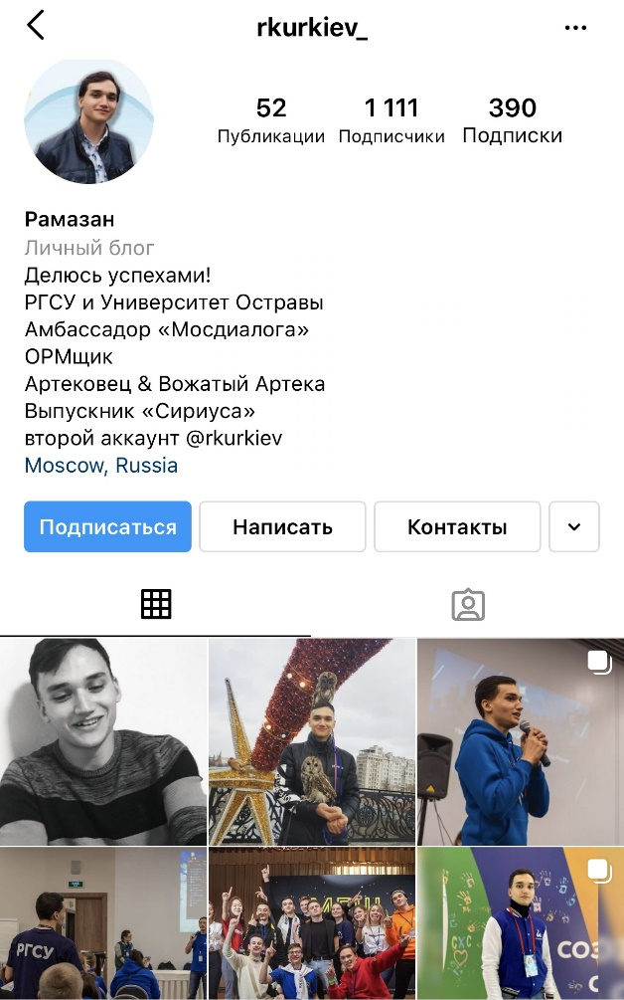 rkurkiev_
52 1 111 390
Публикации Подписчики Подписки
Рамазан
Личный блог
Делюсь успехами!
РГСУ и Университет Остравы
Амбассадор «Мосдиалога»
ОРМщик
Артековец & Вожатый Артека
Выпускник «Сириуса»
второй аккаунт @rkurkiev
Moscow, Russia
Подписаться Написать Контакты
РГСУ
СХС
СОЗ
С